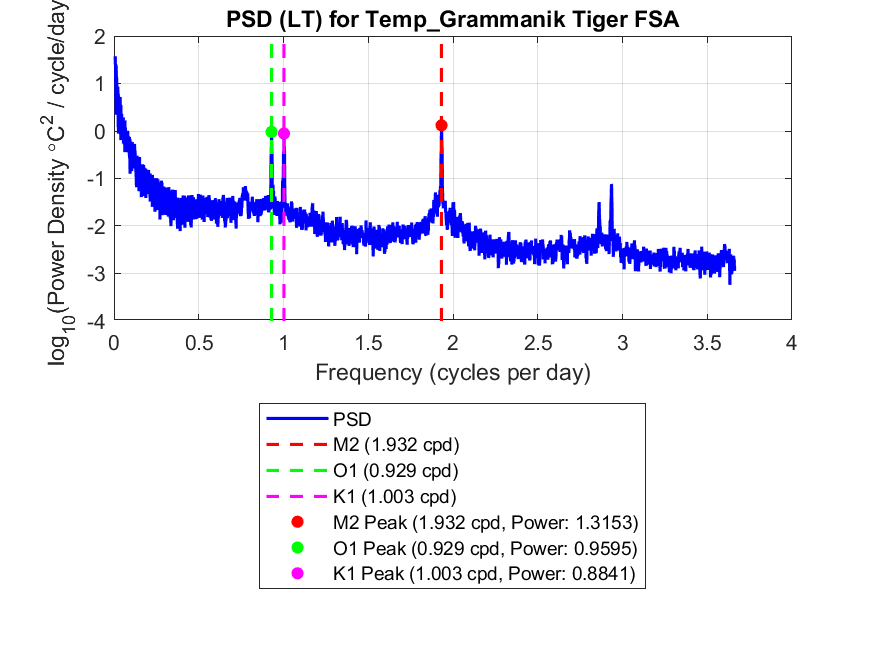 PSD (LT) for Temp_Grammanik Tiger FSA
log10(Power Density °C2 / cycle/day
2
1
0
-1
-2
-3
-4
0 0.5 1 1.5 2 2.5 3 3.5 4
Frequency (cycles per day)
PSD
M2 (1.932 cpd)
O1 (0.929 cpd)
K1 (1.003 cpd)
M2 Peak (1.932 cpd, Power: 1.3153)
O1 Peak (0.929 cpd, Power: 0.9595)
K1 Peak (1.003 cpd, Power: 0.8841)